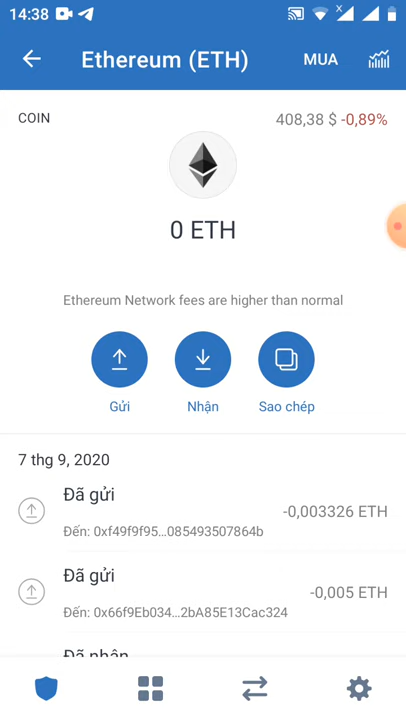 14:38
Ethereum (ETH)
MUA
COIN
408,38 $ -0,89%
0 ETH
Ethereum Network fees are higher than normal
Gửi
Nhận
Sao chép
7 thg 9, 2020
Đã gửi
-0,003326 ETH
Đến: 0xf49f9f95...085493507864b
Đã gửi
-0,005 ETH
Đến: 0x66f9Eb034...2bA85E13Cac324
Đã nhận